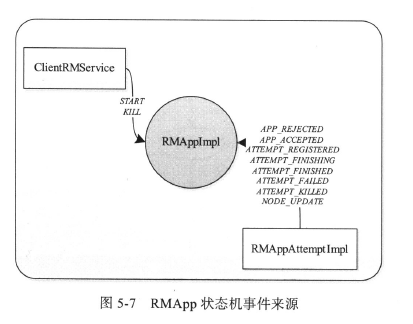 ClientRMService
START
KILL
RMAppImpl
APP_REJECTED
APP_ACCEPTED
ATTEMPT_REGISTERED
ATTEMPT_FINISHING
ATTEMPT_FINISHED
ATTEMPT_FAILED
ATTEMPT_KILLED
NODE_UPDATE
RMAppAttemptImpl
图 5-7 RMApp 状态机事件来源